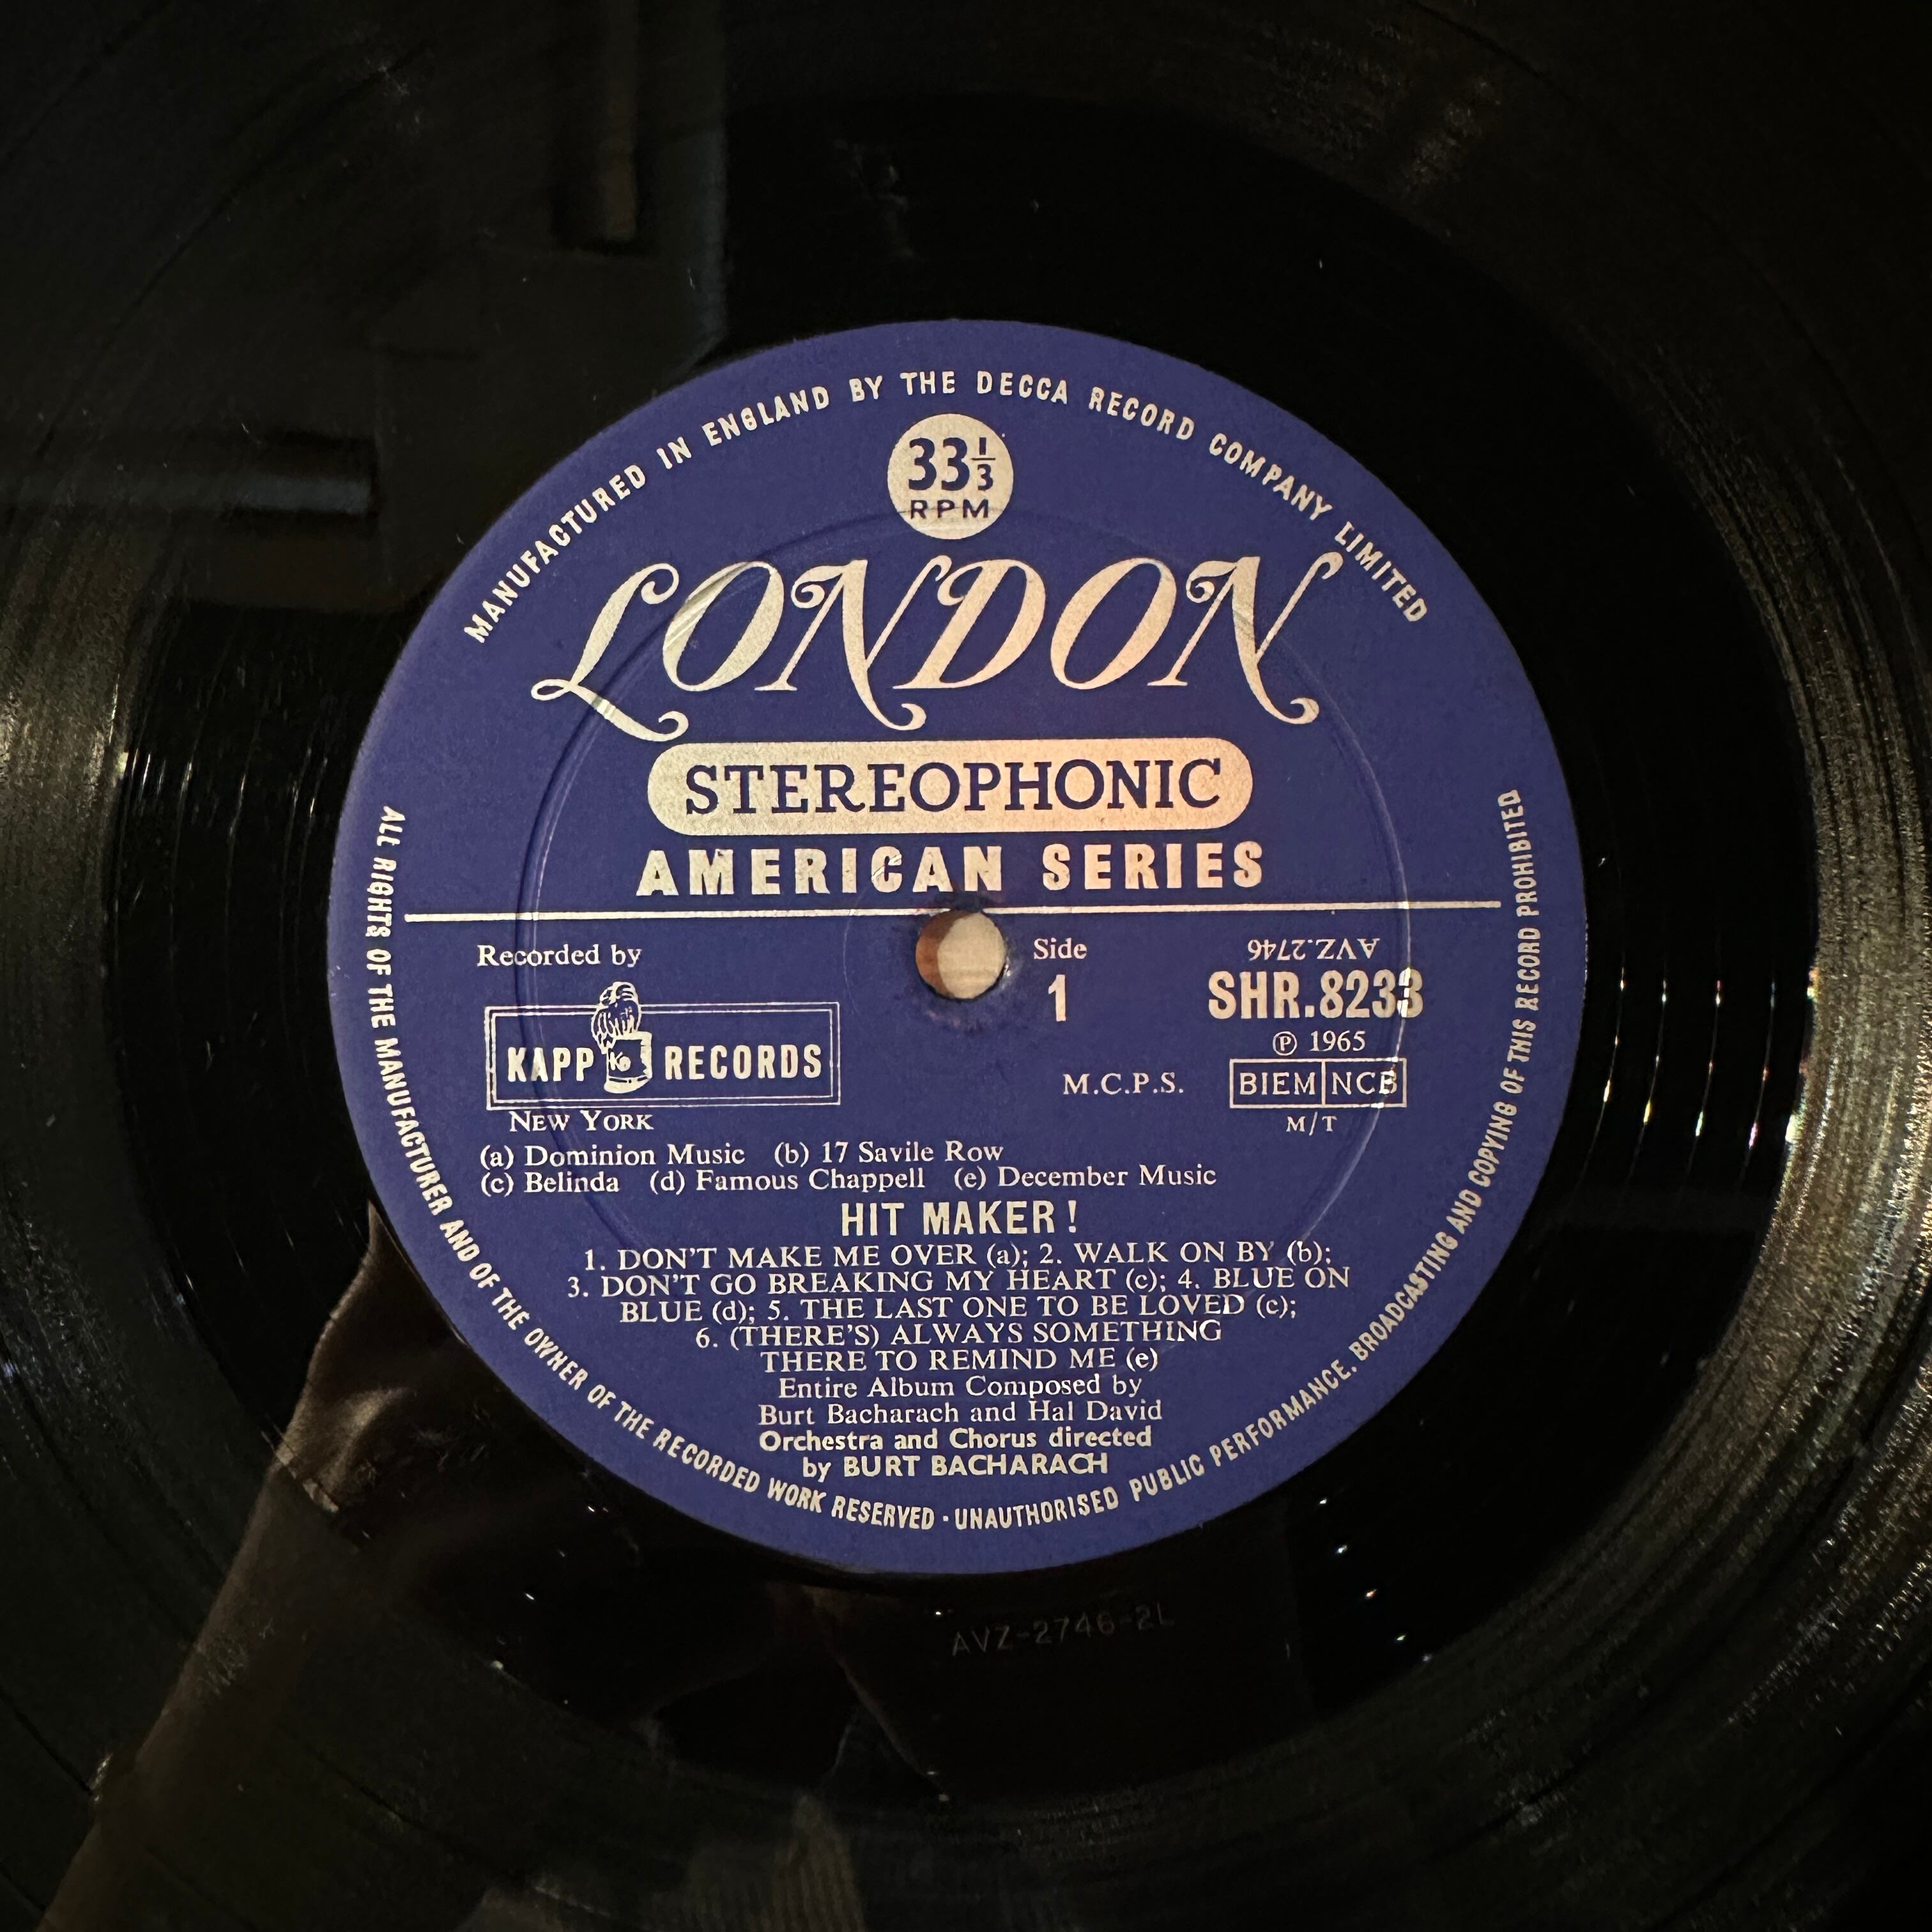 MANUFACTURED IN ENGLAND BY THE DECCA RECORD COMPANY LIMITED
33⅓
RPM
LONDON
STEREOPHONIC
AMERICAN SERIES
Recorded by
KAPP K RECORDS
NEW YORK
Side
1
AVZ.2746
SHR.8233
Ⓟ 1965
M.C.P.S.
BIEM NCB
M/T
(a) Dominion Music (b) 17 Savile Row
(c) Belinda (d) Famous Chappell (e) December Music
HIT MAKER!
1. DON'T MAKE ME OVER (a); 2. WALK ON BY (b);
3. DON'T GO BREAKING MY HEART (c); 4. BLUE ON
BLUE (d); 5. THE LAST ONE TO BE LOVED (c);
6. (THERE'S) ALWAYS SOMETHING
THERE TO REMIND ME (e)
Entire Album Composed by
Burt Bacharach and Hal David
Orchestra and Chorus directed
by BURT BACHARACH
ALL RIGHTS OF THE MANUFACTURER AND OF THE OWNER OF THE RECORDED WORK RESERVED · UNAUTHORISED PUBLIC PERFORMANCE, BROADCASTING AND COPYING OF THIS RECORD PROHIBITED
AVZ-2746-2L